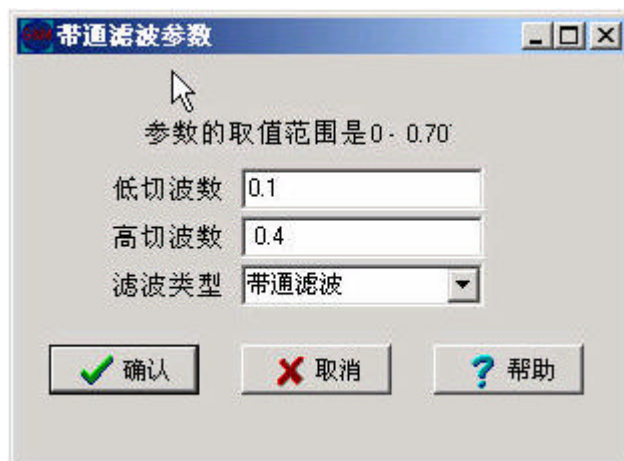 带通滤波参数
参数的取值范围是0 - 0.70
低切波数 0.1
高切波数 0.4
滤波类型 带通滤波
确认 取消 帮助